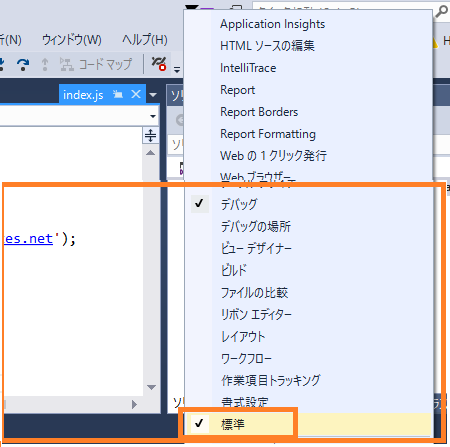 Application Insights
ウィンドウ(W) ヘルプ(H)
HTML ソースの編集
IntelliTrace
コード マップ
Report
index.js
Report Borders
Report Formatting
Web の 1 クリック発行
Web ブラウザー
デバッグ
デバッグの場所
es.net');
ビュー デザイナー
ビルド
ファイルの比較
リボン エディター
レイアウト
ワークフロー
作業項目トラッキング
書式設定
標準